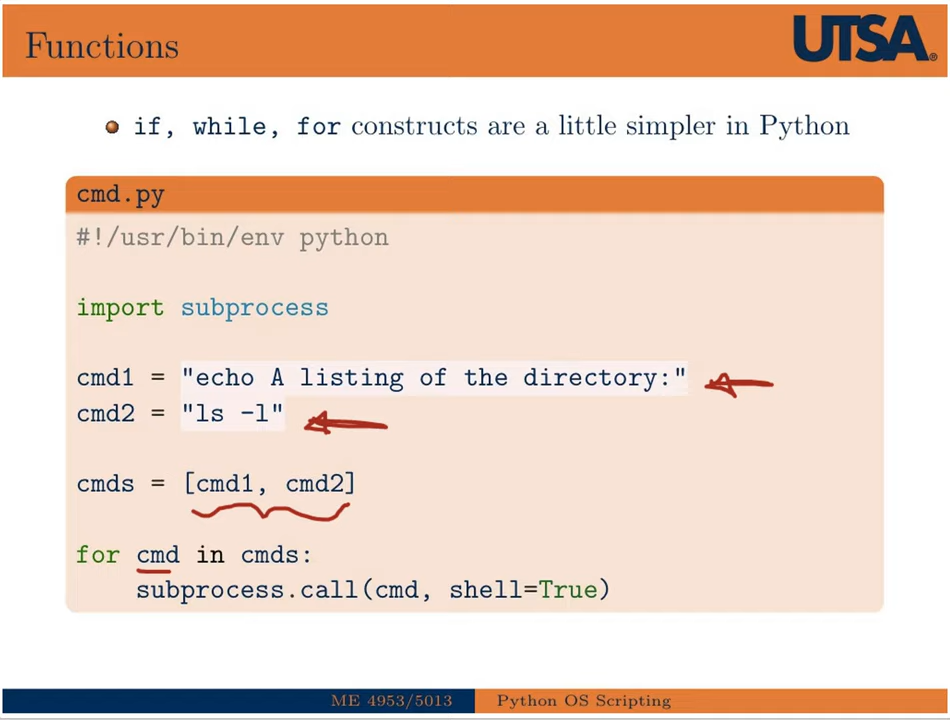 Functions
UTSA®
if, while, for constructs are a little simpler in Python
cmd.py
#!/usr/bin/env python
import subprocess
cmd1 = "echo A listing of the directory:"
cmd2 = "ls -l"
cmds = [cmd1, cmd2]
for cmd in cmds:
    subprocess.call(cmd, shell=True)
ME 4953/5013
Python OS Scripting